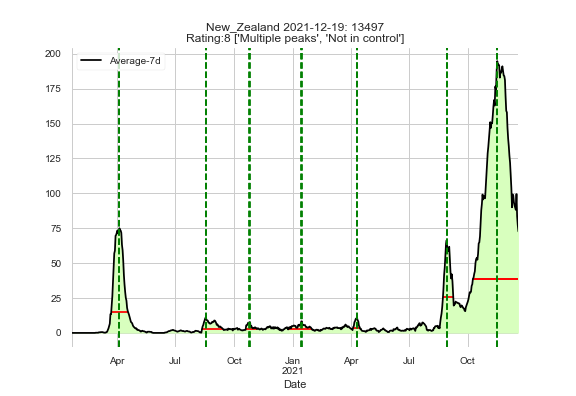 New_Zealand 2021-12-19: 13497
Rating:8 ['Multiple peaks', 'Not in control']
Average-7d
200
175
150
125
100
75
50
25
0
Apr Jul Oct Jan Apr Jul Oct
2021
Date